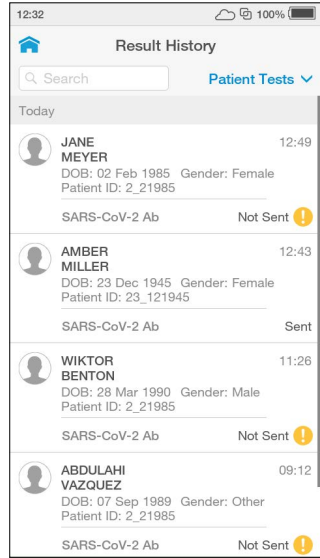 12:32 100%
Result History
Search Patient Tests
Today
JANE 12:49
MEYER
DOB: 02 Feb 1985 Gender: Female
Patient ID: 2_21985
SARS-CoV-2 Ab Not Sent !
AMBER 12:43
MILLER
DOB: 23 Dec 1945 Gender: Female
Patient ID: 23_121945
SARS-CoV-2 Ab Sent
WIKTOR 11:26
BENTON
DOB: 28 Mar 1990 Gender: Male
Patient ID: 2_21985
SARS-CoV-2 Ab Not Sent !
ABDULAHI 09:12
VAZQUEZ
DOB: 07 Sep 1989 Gender: Other
Patient ID: 2_21985
SARS-CoV-2 Ab Not Sent !